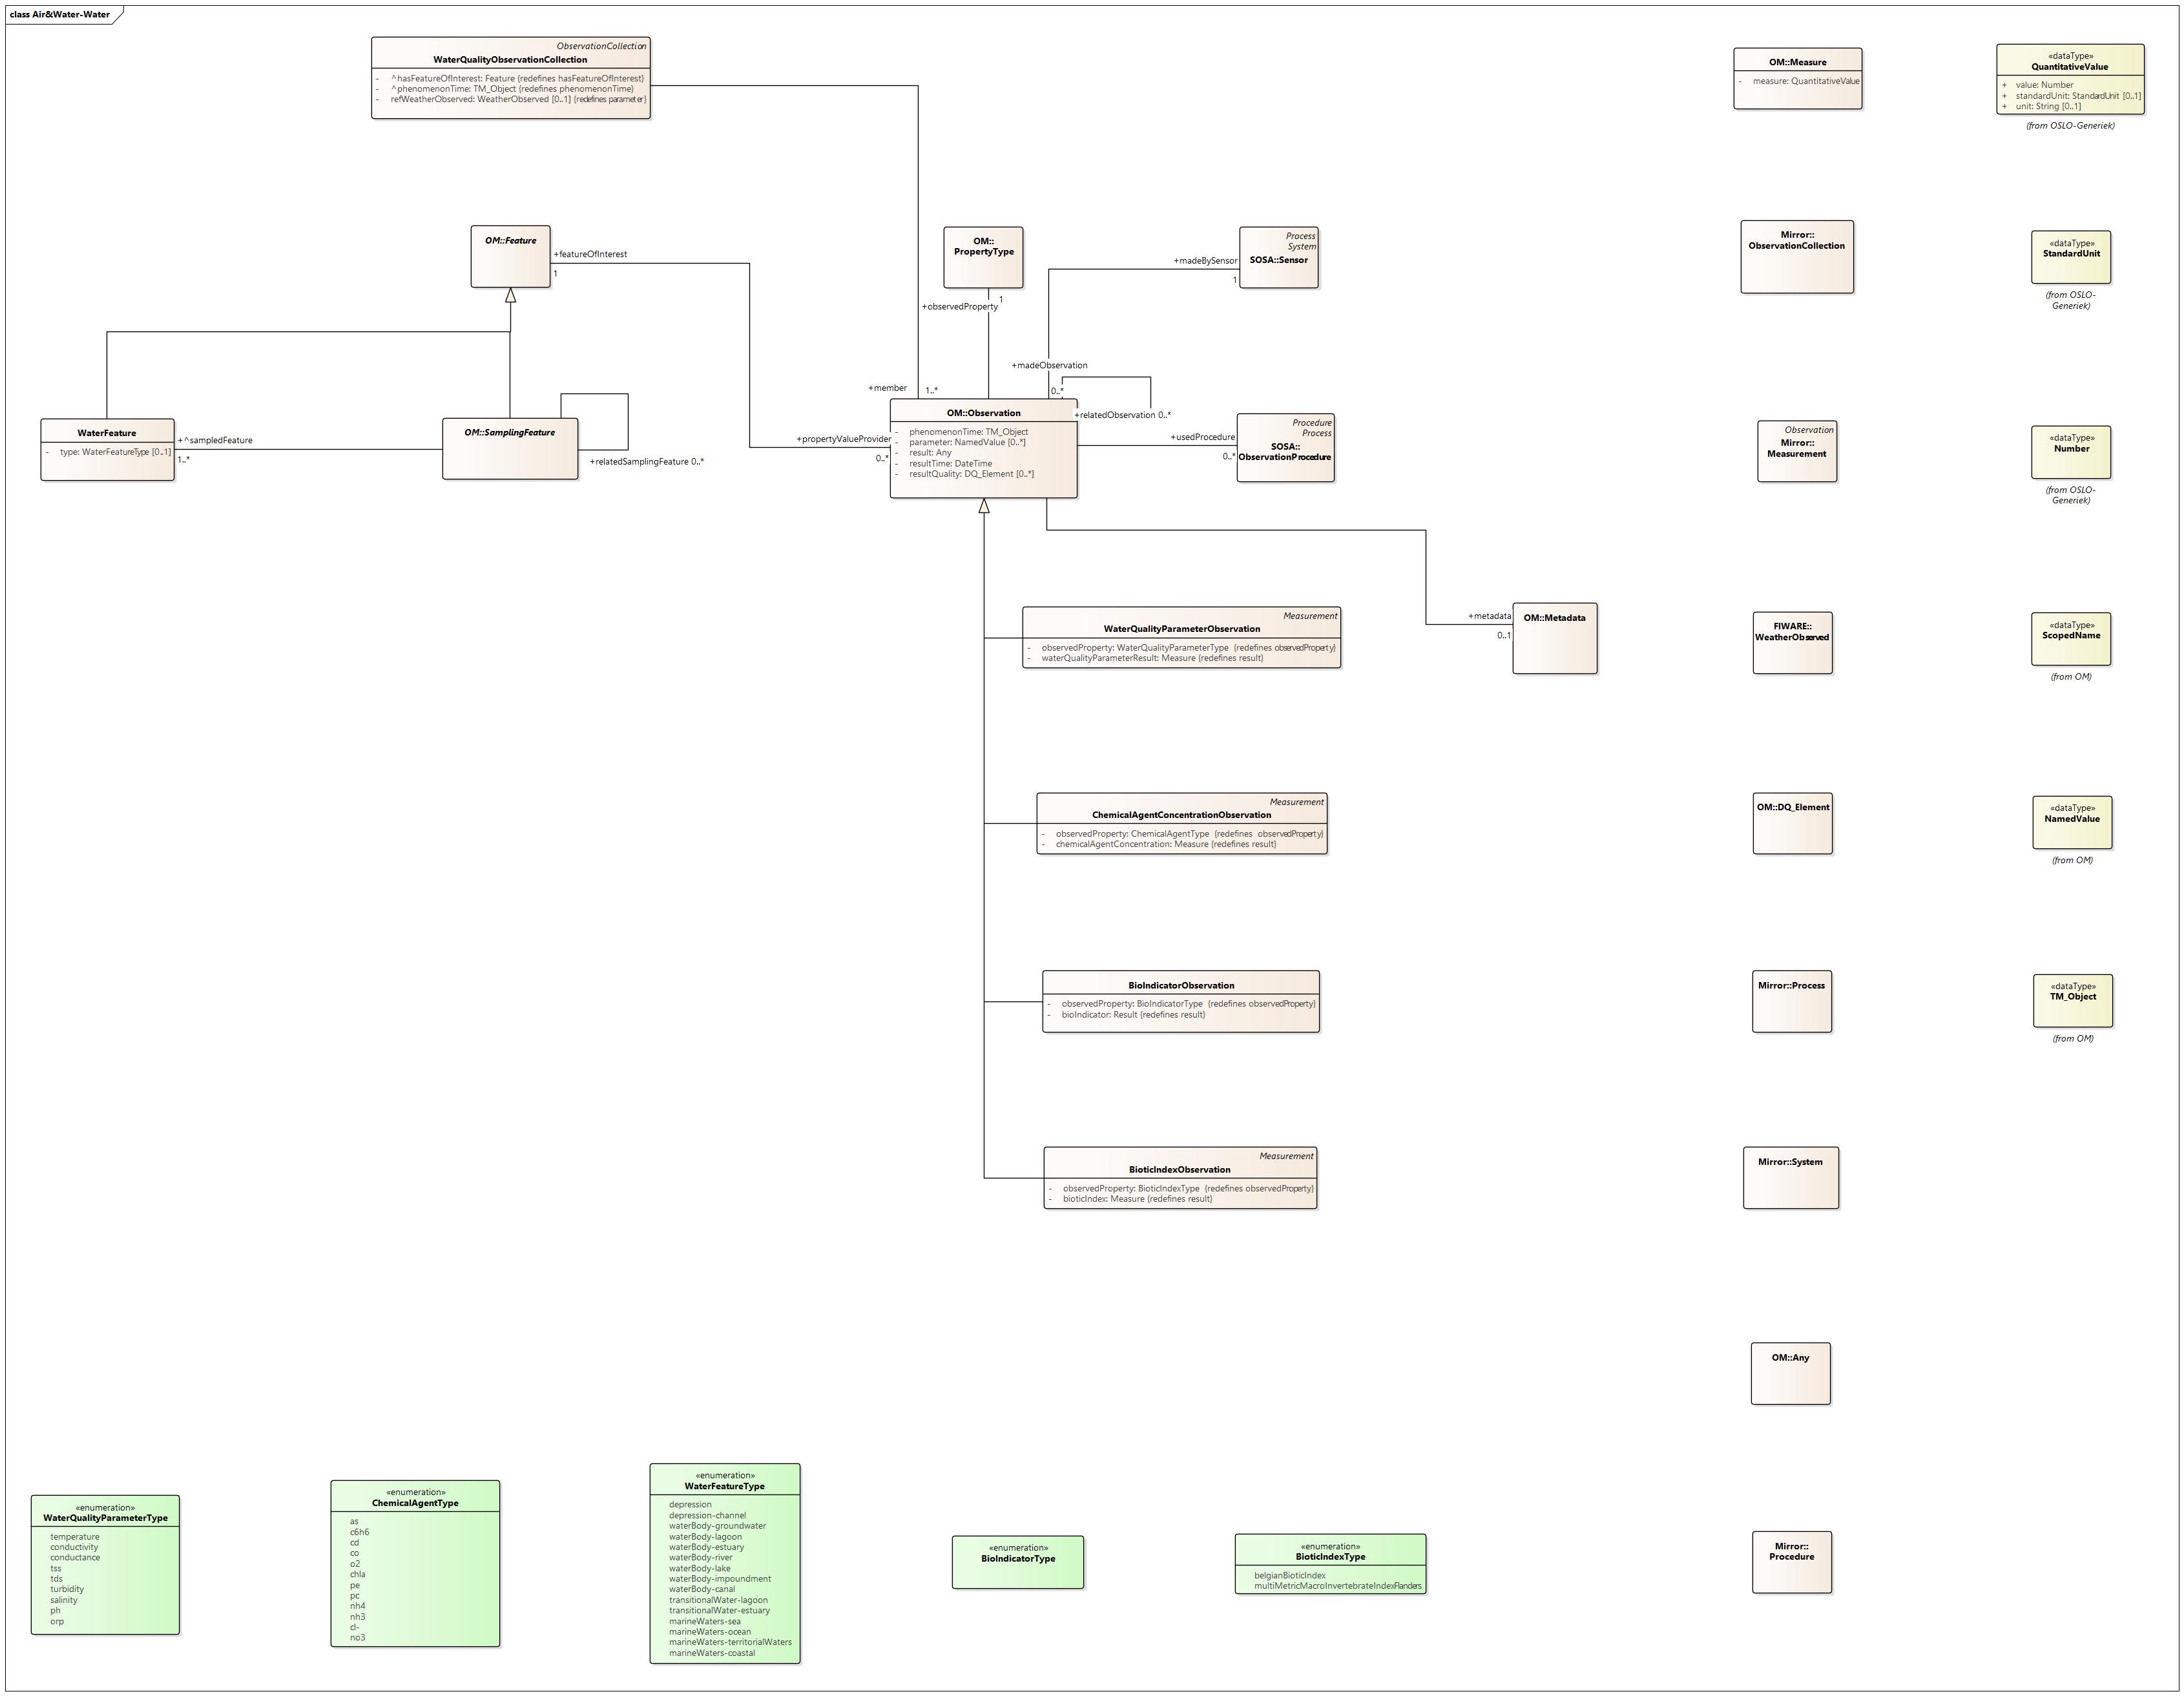 class Air&Water-Water
ObservationCollection
WaterQualityObservationCollection
- ^hasFeatureOfInterest: Feature {redefines hasFeatureOfInterest}
- ^phenomenonTime: TM_Object {redefines phenomenonTime}
- refWeatherObserved: WeatherObserved [0..1] {redefines parameter}
OM::Measure
- measure: QuantitativeValue
«dataType»
QuantitativeValue
+ value: Number
+ standardUnit: StandardUnit [0..1]
+ unit: String [0..1]
(from OSLO-Generiek)
OM::Feature
+featureOfInterest
1
OM::
PropertyType
1
+observedProperty
Process
System
SOSA::Sensor
+madeBySensor
1
Mirror::
ObservationCollection
«dataType»
StandardUnit
(from OSLO-
Generiek)
+madeObservation
0..*
+member
1..*
+relatedObservation 0..*
WaterFeature
- type: WaterFeatureType [0..1]
+^sampledFeature
1..*
OM::SamplingFeature
+relatedSamplingFeature 0..*
+propertyValueProvider
0..*
OM::Observation
- phenomenonTime: TM_Object
- parameter: NamedValue [0..*]
- result: Any
- resultTime: DateTime
- resultQuality: DQ_Element [0..*]
+usedProcedure
0..*
Procedure
Process
SOSA::
ObservationProcedure
Observation
Mirror::
Measurement
«dataType»
Number
(from OSLO-
Generiek)
Measurement
WaterQualityParameterObservation
- observedProperty: WaterQualityParameterType {redefines observedProperty}
- waterQualityParameterResult: Measure {redefines result}
+metadata
0..1
OM::Metadata
FIWARE::
WeatherObserved
«dataType»
ScopedName
(from OM)
Measurement
ChemicalAgentConcentrationObservation
- observedProperty: ChemicalAgentType {redefines observedProperty}
- chemicalAgentConcentration: Measure {redefines result}
OM::DQ_Element
«dataType»
NamedValue
(from OM)
BioIndicatorObservation
- observedProperty: BioIndicatorType {redefines observedProperty}
- bioIndicator: Result {redefines result}
Mirror::Process
«dataType»
TM_Object
(from OM)
Measurement
BioticIndexObservation
- observedProperty: BioticIndexType {redefines observedProperty}
- bioticIndex: Measure {redefines result}
Mirror::System
OM::Any
«enumeration»
WaterQualityParameterType
temperature
conductivity
conductance
tss
tds
turbidity
salinity
ph
orp
«enumeration»
ChemicalAgentType
as
c6h6
cd
co
o2
chla
pe
pc
nh4
nh3
cl-
no3
«enumeration»
WaterFeatureType
depression
depression-channel
waterBody-groundwater
waterBody-lagoon
waterBody-estuary
waterBody-river
waterBody-lake
waterBody-impoundment
waterBody-canal
transitionalWater-lagoon
transitionalWater-estuary
marineWaters-sea
marineWaters-ocean
marineWaters-territorialWaters
marineWaters-coastal
«enumeration»
BioIndicatorType
«enumeration»
BioticIndexType
belgianBioticIndex
multiMetricMacroInvertebrateIndexFlanders
Mirror::
Procedure